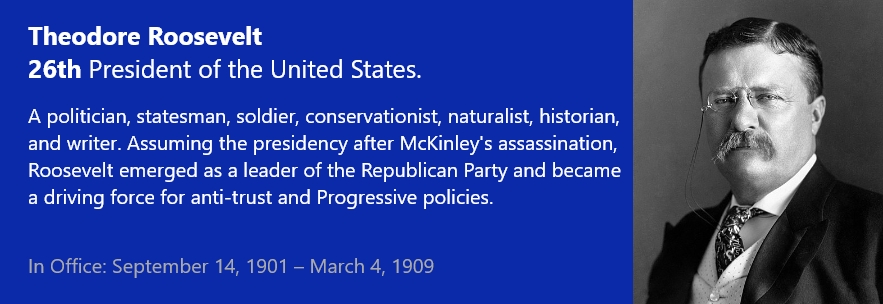 Theodore Roosevelt
26th President of the United States.
A politician, statesman, soldier, conservationist, naturalist, historian,
and writer. Assuming the presidency after McKinley's assassination,
Roosevelt emerged as a leader of the Republican Party and became
a driving force for anti-trust and Progressive policies.
In Office: September 14, 1901 – March 4, 1909